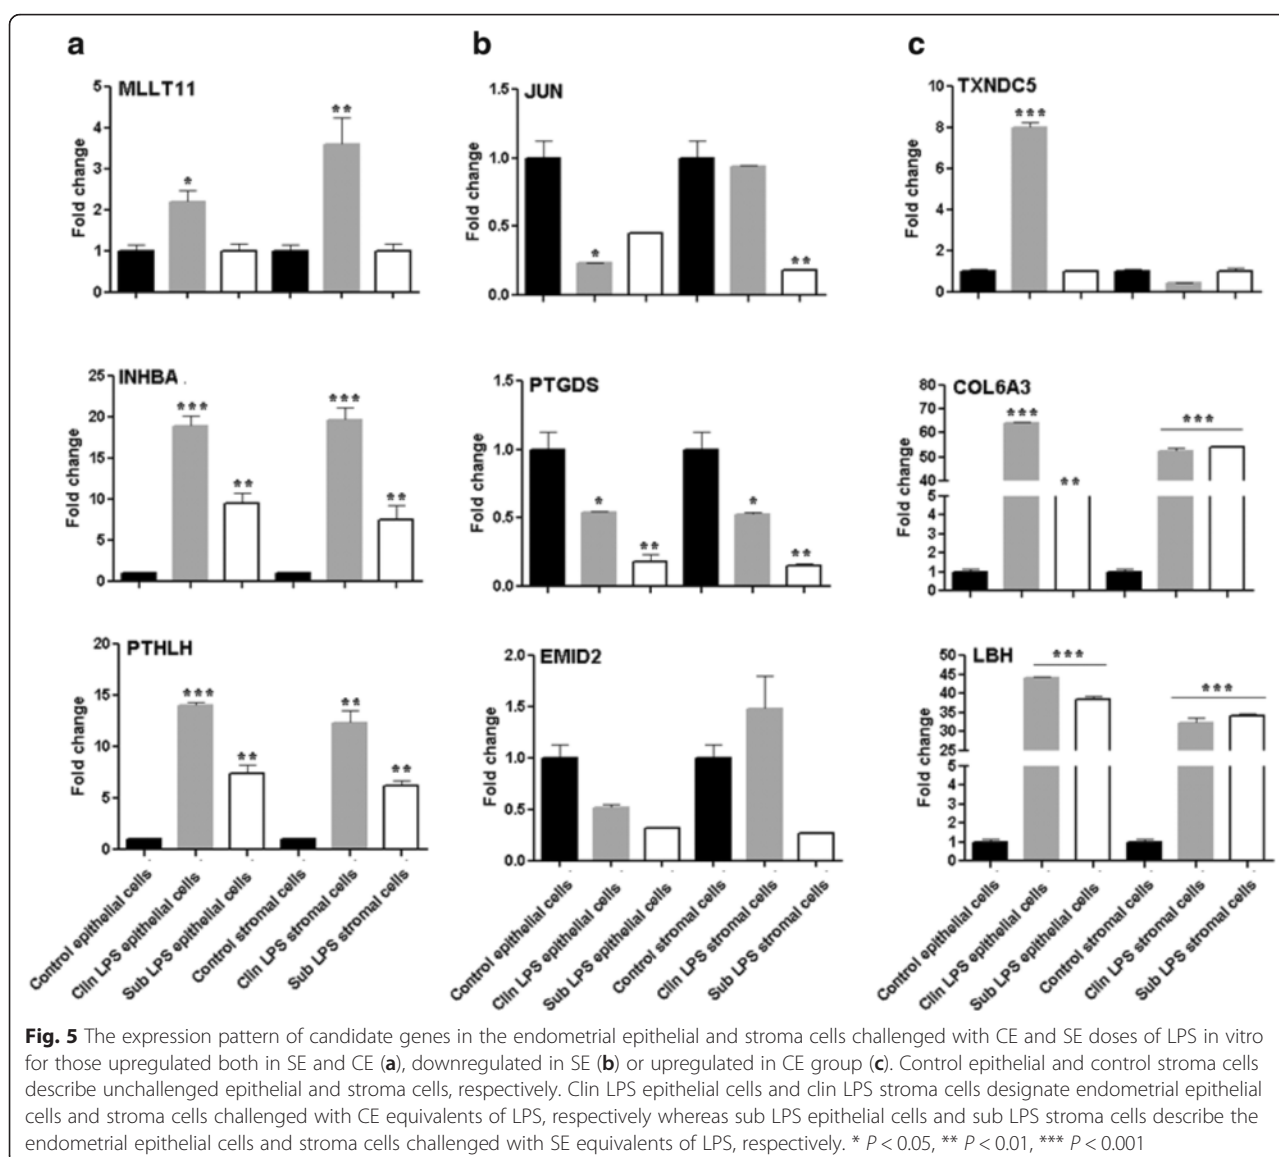 a
b
c
MLLT11
Fold change
5
4
3
2
1
0
*
**
JUN
Fold change
1.5
1.0
0.5
0.0
*
**
TXNDC5
Fold change
10
8
6
4
2
0
***
INHBA .
Fold change
25
20
15
10
5
0
***
**
***
**
PTGDS
Fold change
1.5
1.0
0.5
0.0
*
**
*
**
COL6A3
Fold change
80
70
60
50
40
5
4
3
2
1
0
***
**
***
PTHLH
Fold change
20
15
10
5
0
***
**
**
**
EMID2
Fold change
2.0
1.5
1.0
0.5
0.0
LBH
Fold change
50
45
40
35
30
25
5
4
3
2
1
0
***
***
Control epithelial cells
Clin LPS epithelial cells
Sub LPS epithelial cells
Control stromal cells
Clin LPS stromal cells
Sub LPS stromal cells
Control epithelial cells
Clin LPS epithelial cells
Sub LPS epithelial cells
Control stromal cells
Clin LPS stromal cells
Sub LPS stromal cells
Control epithelial cells
Clin LPS epithelial cells
Sub LPS epithelial cells
Control stromal cells
Clin LPS stromal cells
Sub LPS stromal cells
Fig. 5 The expression pattern of candidate genes in the endometrial epithelial and stroma cells challenged with CE and SE doses of LPS in vitro
for those upregulated both in SE and CE (a), downregulated in SE (b) or upregulated in CE group (c). Control epithelial and control stroma cells
describe unchallenged epithelial and stroma cells, respectively. Clin LPS epithelial cells and clin LPS stroma cells designate endometrial epithelial
cells and stroma cells challenged with CE equivalents of LPS, respectively whereas sub LPS epithelial cells and sub LPS stroma cells describe the
endometrial epithelial cells and stroma cells challenged with SE equivalents of LPS, respectively. * P < 0.05, ** P < 0.01, *** P < 0.001